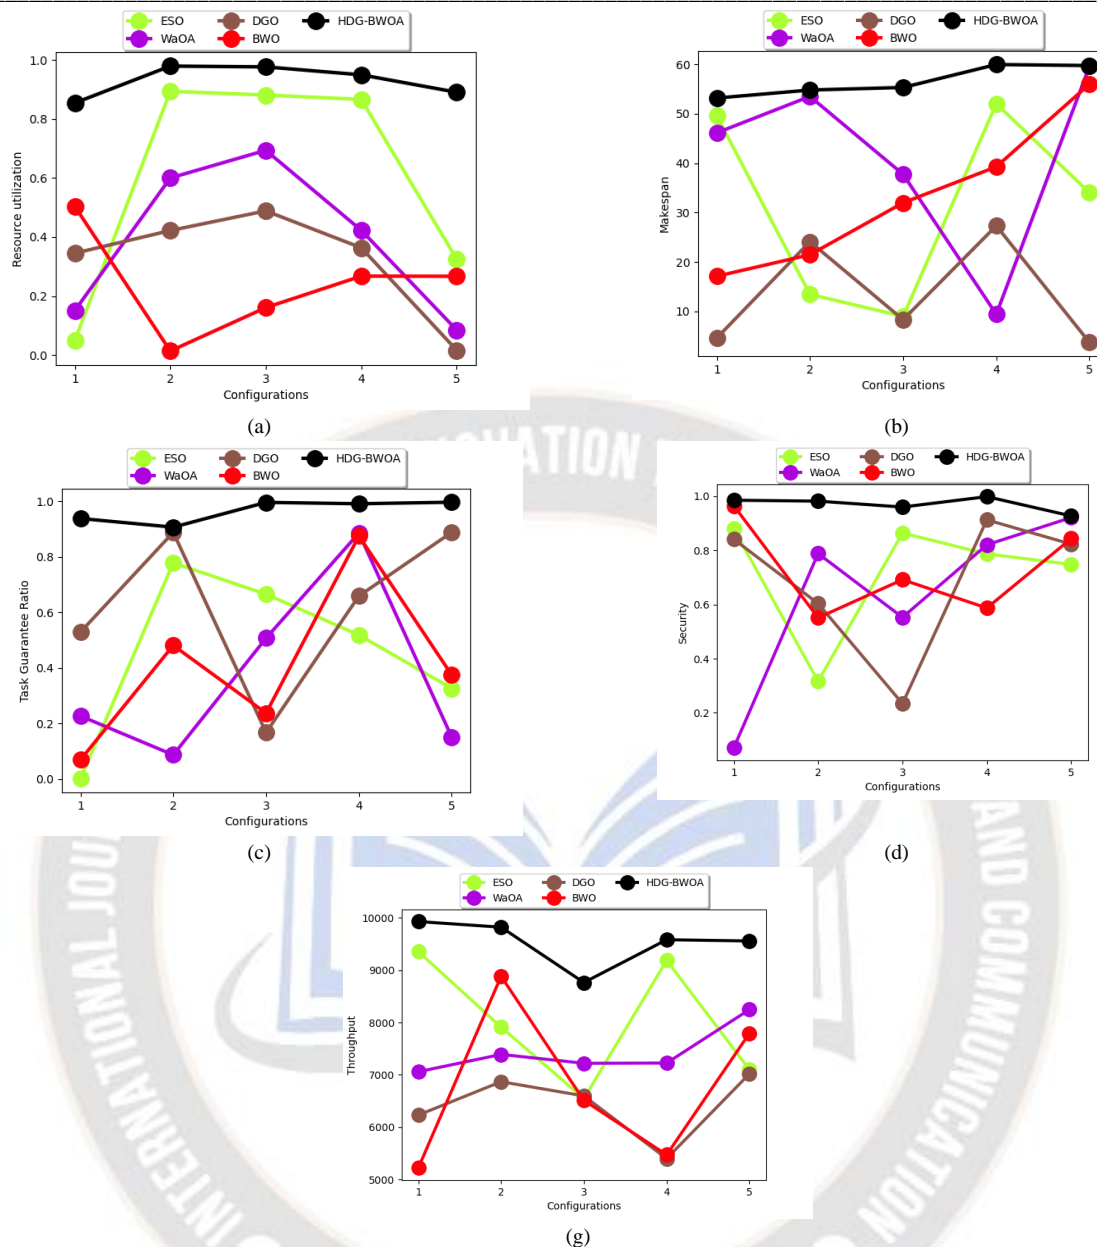 ESO DGO HDG-BWOA
WaOA BWO
1.0
0.8
0.6
0.4
0.2
0.0
Resource utilization
1 2 3 4 5
Configurations
(a)
ESO DGO HDG-BWOA
WaOA BWO
60
50
40
30
20
10
Makespan
1 2 3 4 5
Configurations
(b)
ESO DGO HDG-BWOA
WaOA BWO
1.0
0.8
0.6
0.4
0.2
0.0
Task Guarantee Ratio
1 2 3 4 5
Configurations
(c)
ESO DGO HDG-BWOA
WaOA BWO
1.0
0.8
0.6
0.4
0.2
Security
1 2 3 4 5
Configurations
(d)
ESO DGO HDG-BWOA
WaOA BWO
10000
9000
8000
7000
6000
5000
Throughput
1 2 3 4 5
Configurations
(g)
INTERNATIONAL JOU
AND COMMUNICATION